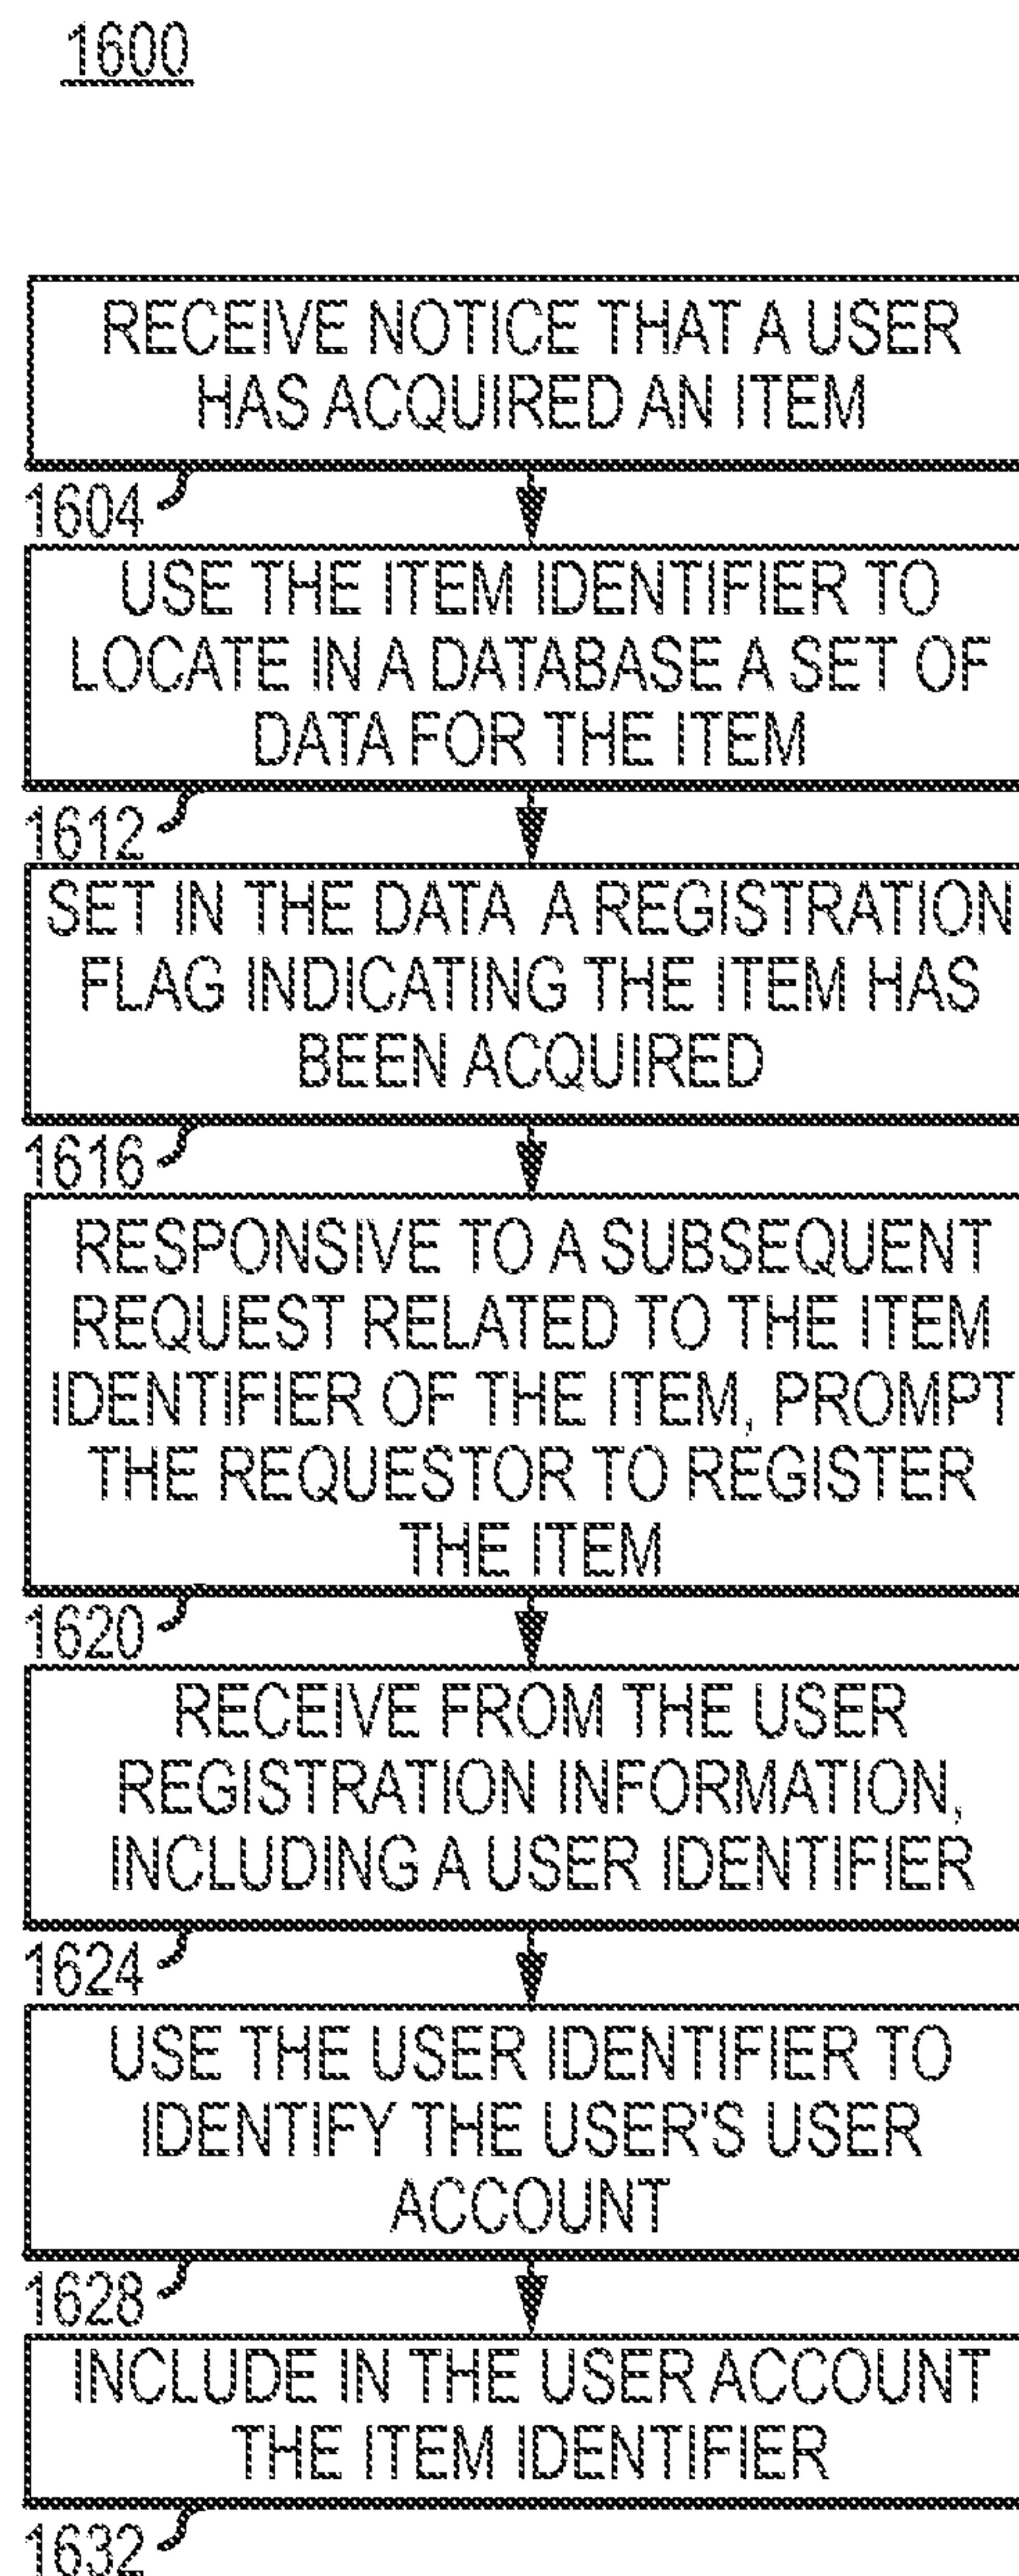 1600
RECEIVE NOTICE THAT A USER
HAS ACQUIRED AN ITEM
1604
USE THE ITEM IDENTIFIER TO
LOCATE IN A DATABASE A SET OF
DATA FOR THE ITEM
1612
SET IN THE DATA A REGISTRATION
FLAG INDICATING THE ITEM HAS
BEEN ACQUIRED
1616
RESPONSIVE TO A SUBSEQUENT
REQUEST RELATED TO THE ITEM
IDENTIFIER OF THE ITEM, PROMPT
THE REQUESTOR TO REGISTER
THE ITEM
1620
RECEIVE FROM THE USER
REGISTRATION INFORMATION,
INCLUDING A USER IDENTIFIER
1624
USE THE USER IDENTIFIER TO
IDENTIFY THE USER'S USER
ACCOUNT
1628
INCLUDE IN THE USER ACCOUNT
THE ITEM IDENTIFIER
1632